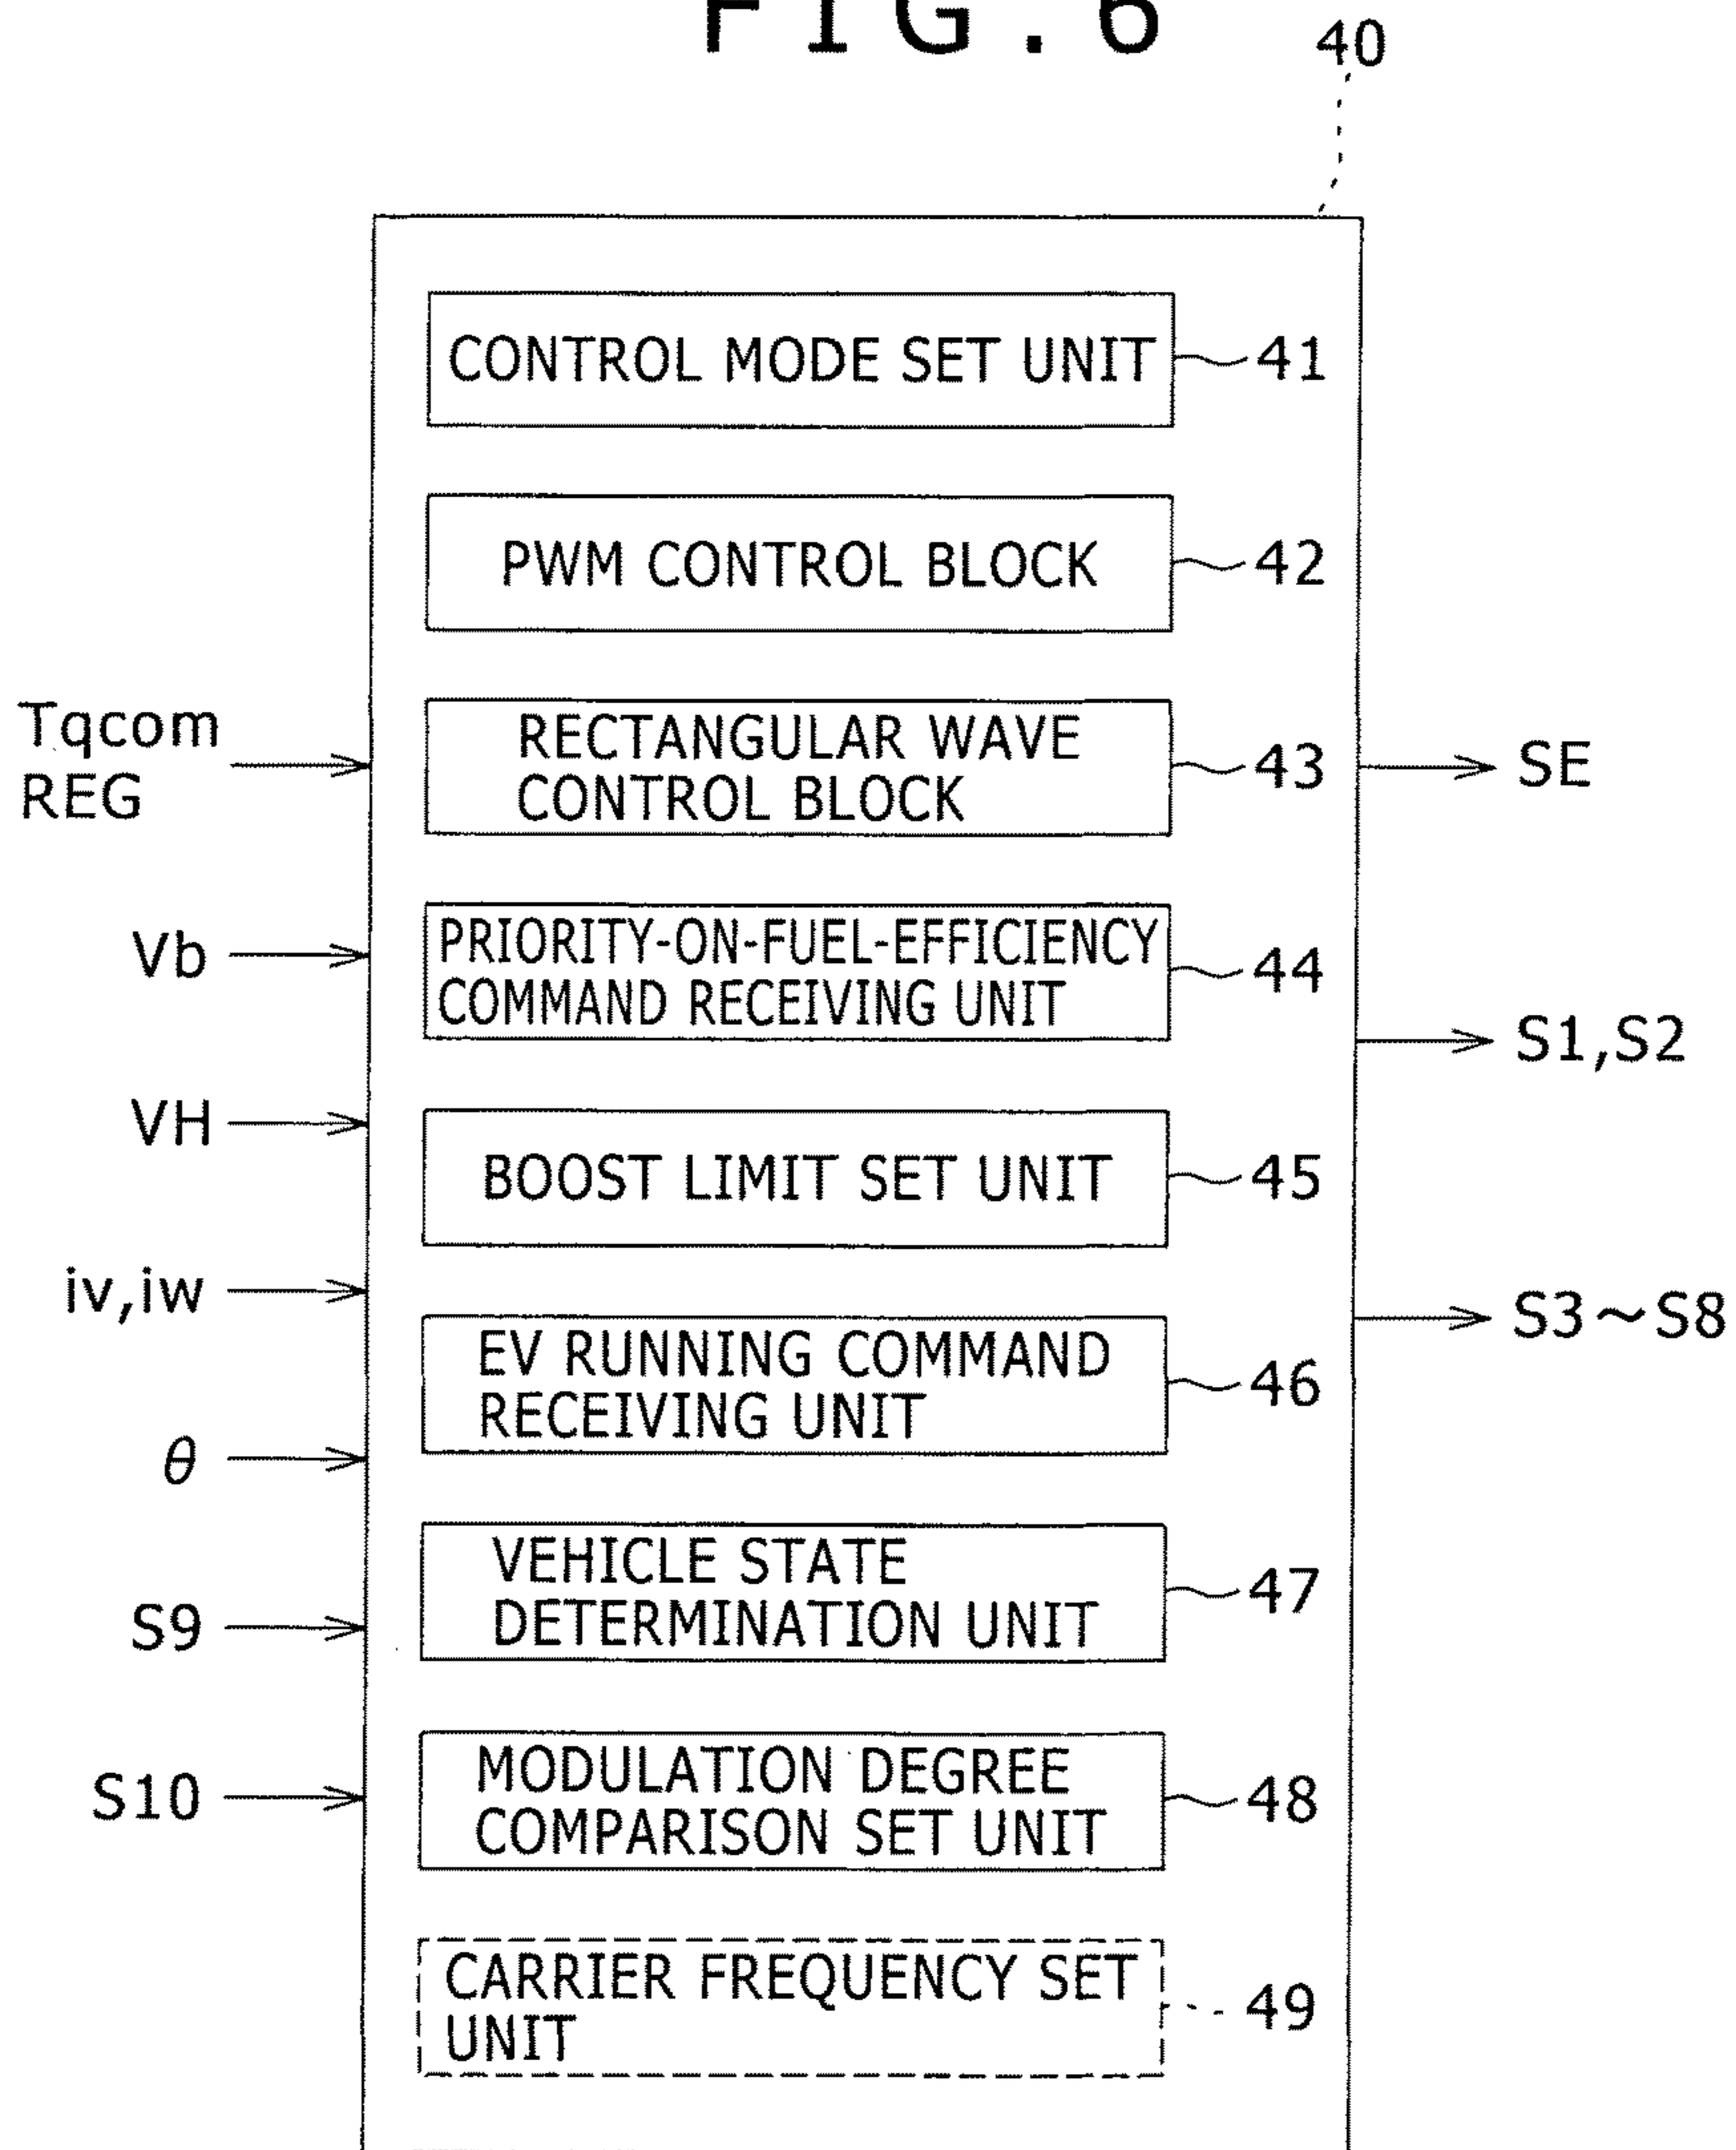 FIG.6
40
CONTROL MODE SET UNIT
41
PWM CONTROL BLOCK
42
Tqcom
REG
RECTANGULAR WAVE
CONTROL BLOCK
43
SE
Vb
PRIORITY-ON-FUEL-EFFICIENCY
COMMAND RECEIVING UNIT
44
S1,S2
VH
BOOST LIMIT SET UNIT
45
iv,iw
EV RUNNING COMMAND
RECEIVING UNIT
46
S3~S8
θ
VEHICLE STATE
DETERMINATION UNIT
47
S9
MODULATION DEGREE
COMPARISON SET UNIT
48
S10
CARRIER FREQUENCY SET
UNIT
49